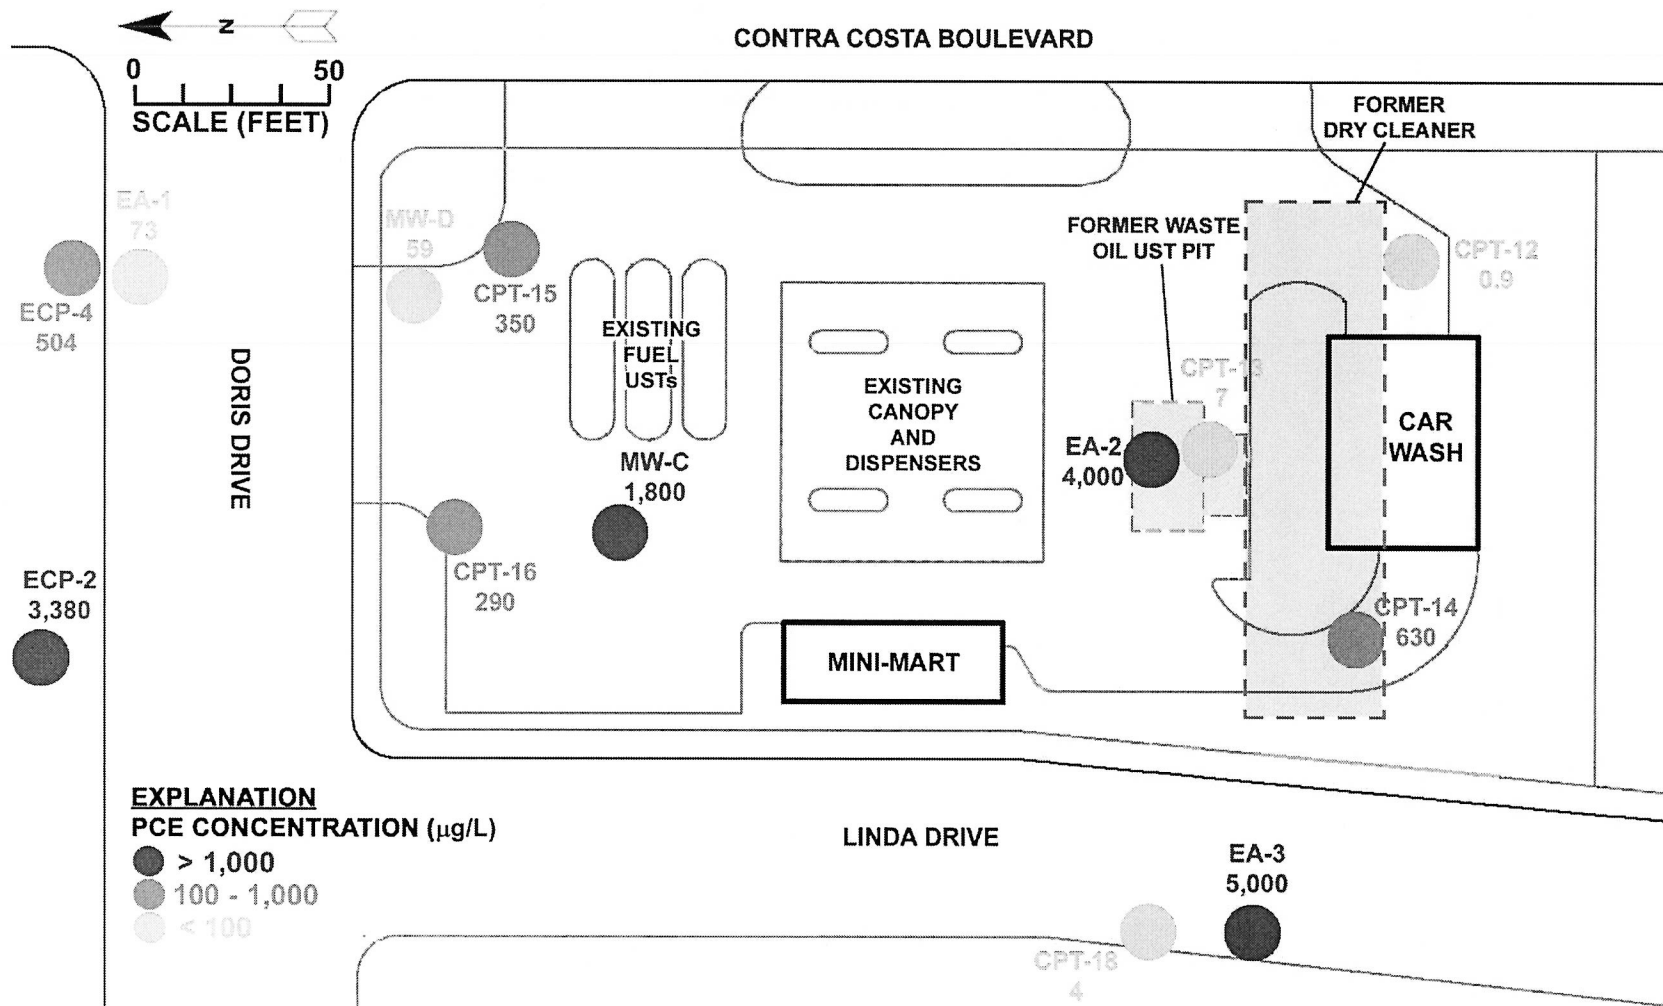 N
0 50
SCALE (FEET)
CONTRA COSTA BOULEVARD
FORMER
DRY CLEANER
EA-1
73
MW-D
59
FORMER WASTE
OIL UST PIT
CPT-12
0.9
ECP-4
504
CPT-15
350
EXISTING
FUEL
USTs
DORIS DRIVE
EXISTING
CANOPY
AND
DISPENSERS
CPT-13
7
EA-2
4,000
CAR
WASH
MW-C
1,800
CPT-16
290
ECP-2
3,380
MINI-MART
CPT-14
630
EXPLANATION
PCE CONCENTRATION (µg/L)
> 1,000
100 - 1,000
< 100
LINDA DRIVE
EA-3
5,000
CPT-18
4